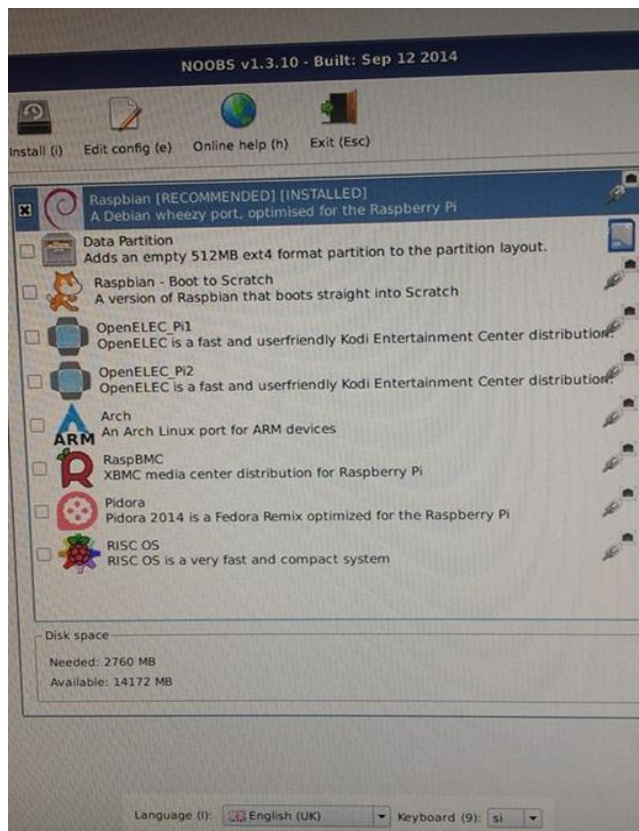 NOOBS v1.3.10 - Built: Sep 12 2014
Install (i) Edit config (e) Online help (h) Exit (Esc)
Raspbian [RECOMMENDED] [INSTALLED]
A Debian wheezy port, optimised for the Raspberry Pi
Data Partition
Adds an empty 512MB ext4 format partition to the partition layout.
Raspbian - Boot to Scratch
A version of Raspbian that boots straight into Scratch
OpenELEC_Pi1
OpenELEC is a fast and userfriendly Kodi Entertainment Center distribution.
OpenELEC_Pi2
OpenELEC is a fast and userfriendly Kodi Entertainment Center distribution.
Arch
ARM An Arch Linux port for ARM devices
RaspBMC
XBMC media center distribution for Raspberry Pi
Pidora
Pidora 2014 is a Fedora Remix optimized for the Raspberry Pi
RISC OS
RISC OS is a very fast and compact system
Disk space
Needed: 2760 MB
Available: 14172 MB
Language (l): English (UK) Keyboard (9): si